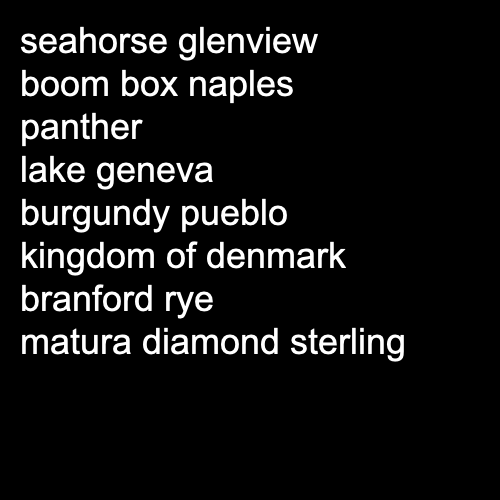 seahorse glenview
boom box naples
panther
lake geneva
burgundy pueblo
kingdom of denmark
branford rye
matura diamond sterling